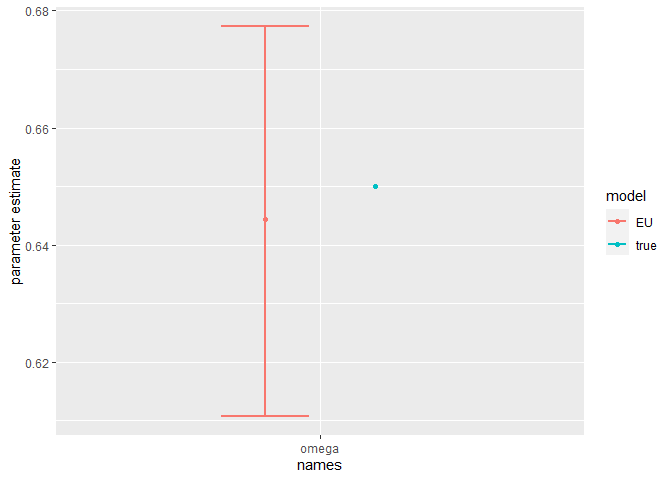 0.68
0.66
0.64
0.62
parameter estimate
omega
names
model
EU
true